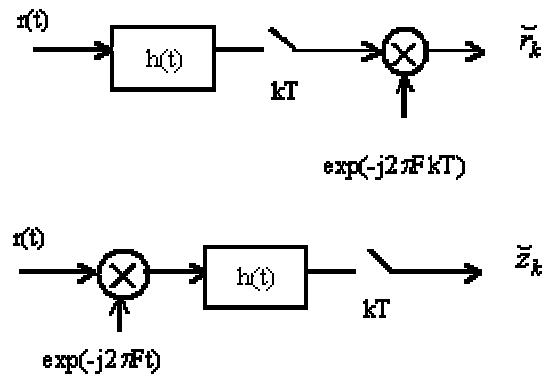 r(t)
h(t)
kT
r̆ₖ
exp(-j2πFkT)
r(t)
h(t)
kT
z̆ₖ
exp(-j2πFt)